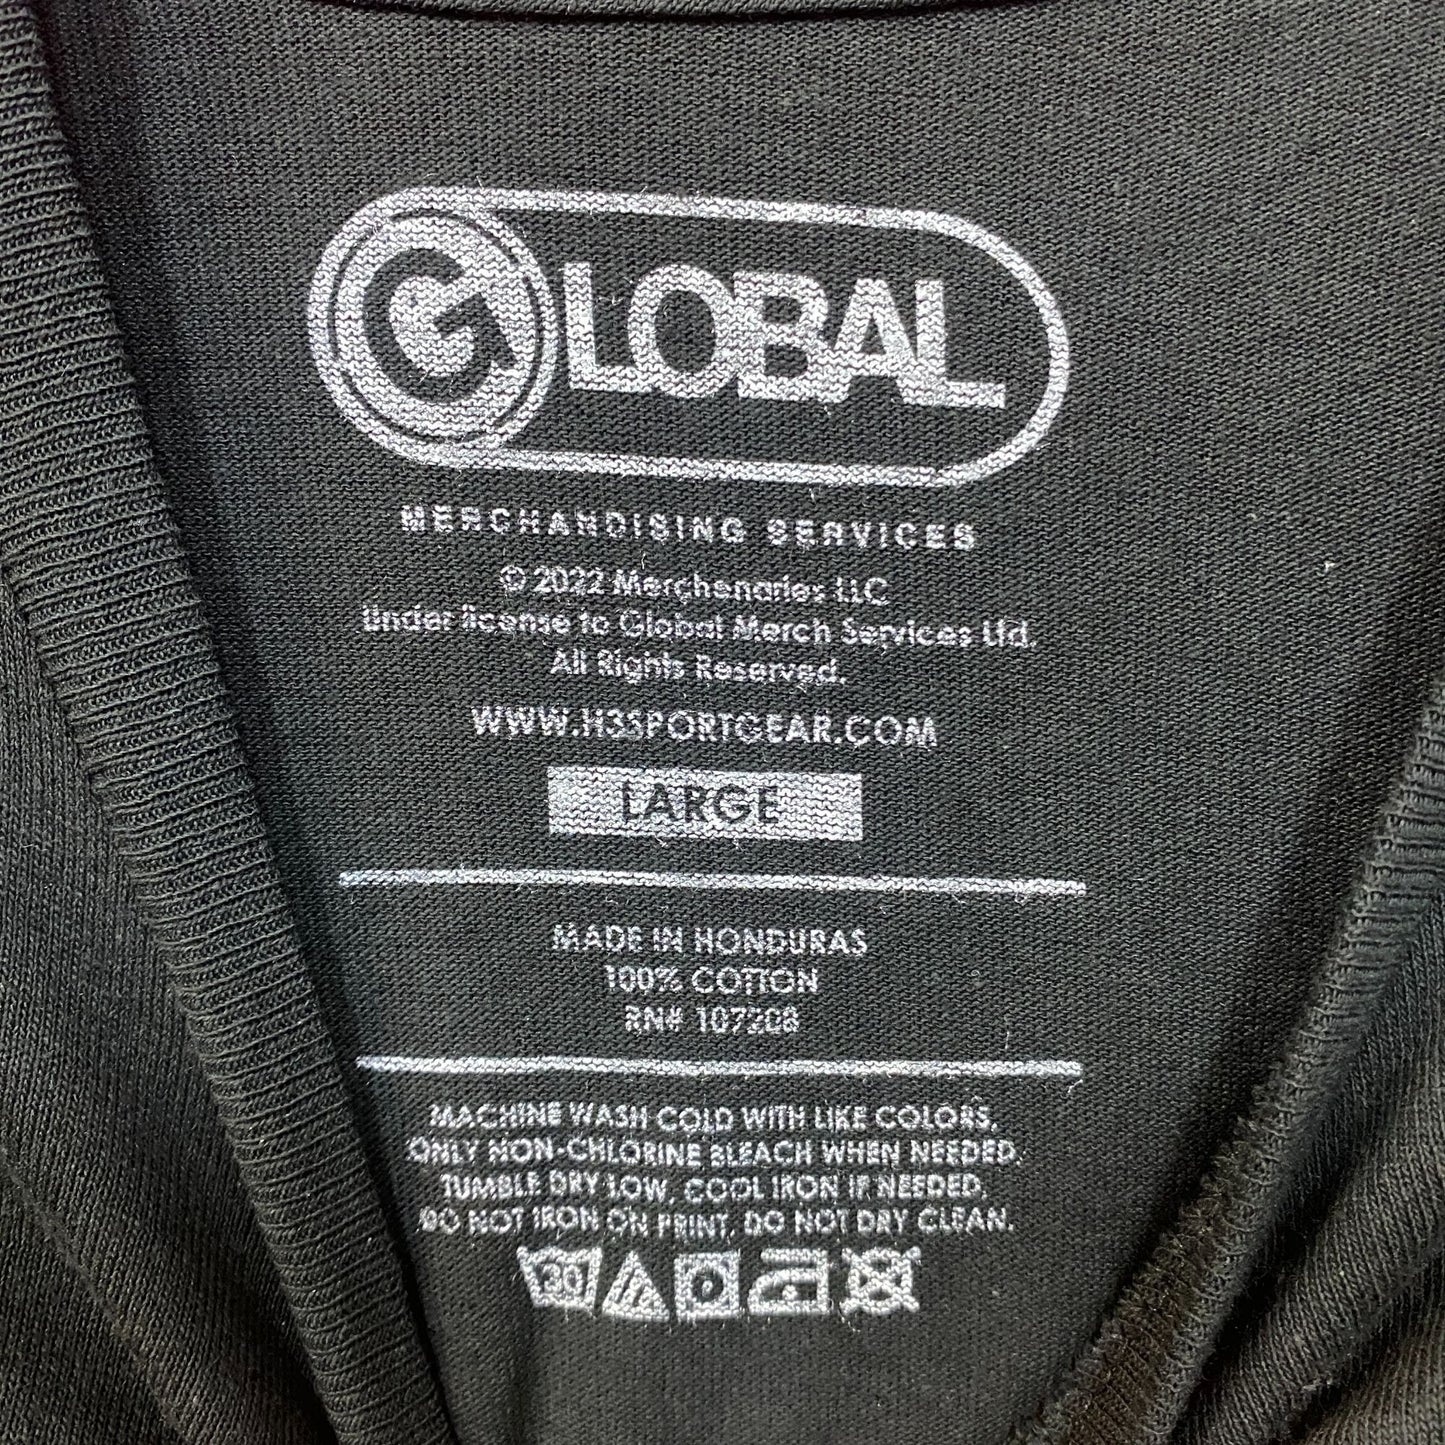 GLOBAL
MERCHANDISING SERVICES
© 2022 Merchenaries LLC
Under license to Global Merch Services Ltd.
All Rights Reserved.
WWW.H3SPORTGEAR.COM
LARGE
MADE IN HONDURAS
100% COTTON
RN# 107208
MACHINE WASH COLD WITH LIKE COLORS.
ONLY NON-CHLORINE BLEACH WHEN NEEDED.
TUMBLE DRY LOW, COOL IRON IF NEEDED.
DO NOT IRON ON PRINT. DO NOT DRY CLEAN.
30